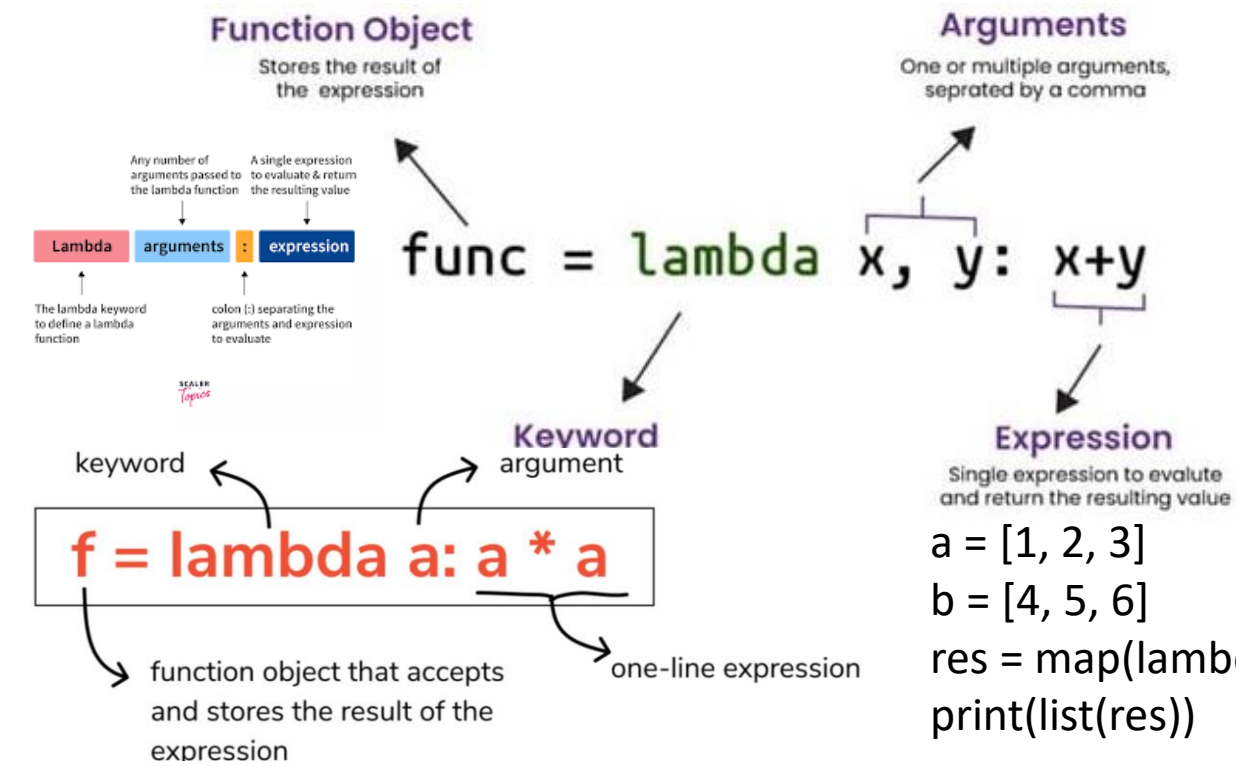 Function Object
Stores the result of
the expression
Arguments
One or multiple arguments,
seprated by a comma
Any number of
arguments passed to
the lambda function
A single expression
to evaluate & return
the resulting value
Lambda arguments : expression
The lambda keyword
to define a lambda
function
colon (:) separating the
arguments and expression
to evaluate
SCALER
Topics
func = lambda x, y: x+y
Keyword
Expression
Single expression to evalute
and return the resulting value
keyword
argument
f = lambda a: a * a
function object that accepts
and stores the result of the
expression
one-line expression
a = [1, 2, 3]
b = [4, 5, 6]
res = map(
print(list(res))